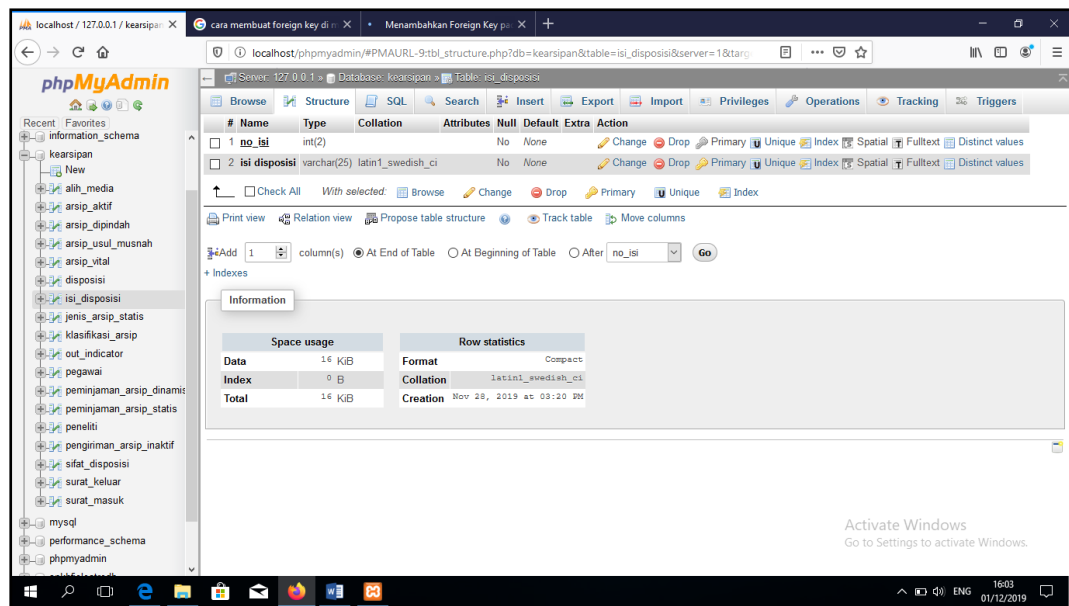 localhost / 127.0.0.1 / kearsipan
cara membuat foreign key di m
Menambahkan Foreign Key pa
localhost/phpmyadmin/#PMAURL-9:tbl_structure.php?db=kearsipan&table=isi_disposisi&server=1&targ
phpMyAdmin
Recent Favorites
information_schema
kearsipan
New
alih_media
arsip_aktif
arsip_dipindah
arsip_usul_musnah
arsip_vital
disposisi
isi_disposisi
jenis_arsip_statis
klasifikasi_arsip
out_indicator
pegawai
peminjaman_arsip_dinamis
peminjaman_arsip_statis
peneliti
pengiriman_arsip_inaktif
sifat_disposisi
surat_keluar
surat_masuk
mysql
performance_schema
phpmyadmin
Server: 127.0.0.1 » Database: kearsipan » Table: isi_disposisi
Browse Structure SQL Search Insert Export Import Privileges Operations Tracking Triggers
# Name Type Collation Attributes Null Default Extra Action
1 no_isi int(2) No None Change Drop Primary Unique Index Spatial Fulltext Distinct values
2 isi disposisi varchar(25) latin1_swedish_ci No None Change Drop Primary Unique Index Spatial Fulltext Distinct values
Check All With selected: Browse Change Drop Primary Unique Index
Print view Relation view Propose table structure Track table Move columns
Add 1 column(s) At End of Table At Beginning of Table After no_isi Go
+ Indexes
Information
Space usage
Data 16 KiB
Index 0 B
Total 16 KiB
Row statistics
Format Compact
Collation latin1_swedish_ci
Creation Nov 28, 2019 at 03:20 PM
Activate Windows
Go to Settings to activate Windows.
ENG
16:03
01/12/2019